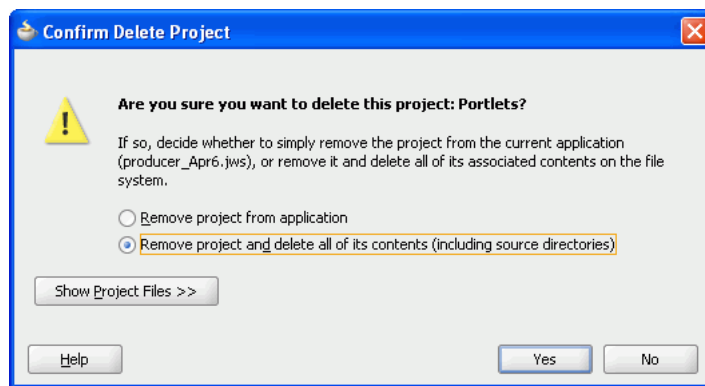 Confirm Delete Project
Are you sure you want to delete this project: Portlets?
If so, decide whether to simply remove the project from the current application
(producer_Apr6.jws), or remove it and delete all of its associated contents on the file
system.
Remove project from application
Remove project and delete all of its contents (including source directories)
Show Project Files >>
Help
Yes
No